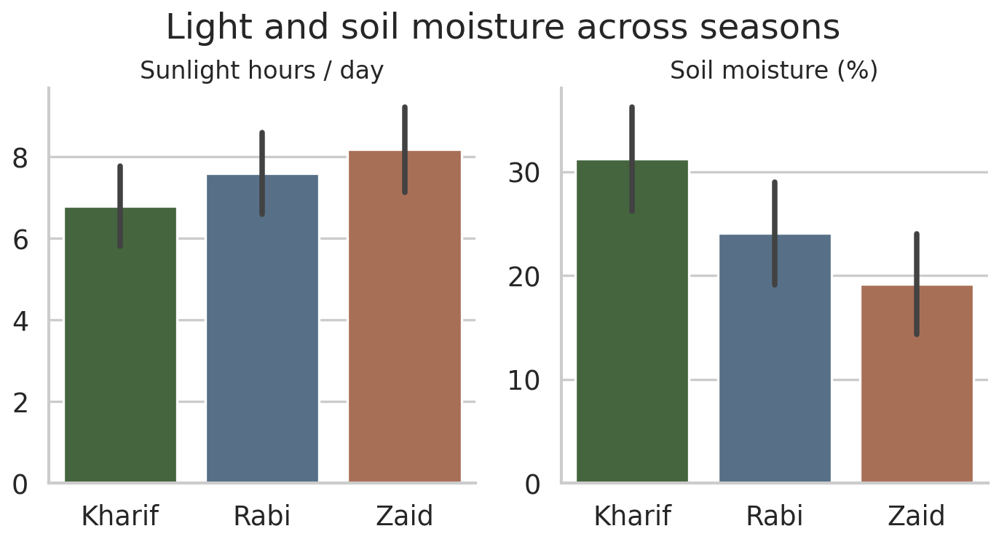 Light and soil moisture across seasons
Sunlight hours / day
8
6
4
2
0
Kharif Rabi Zaid
Soil moisture (%)
30
20
10
0
Kharif Rabi Zaid